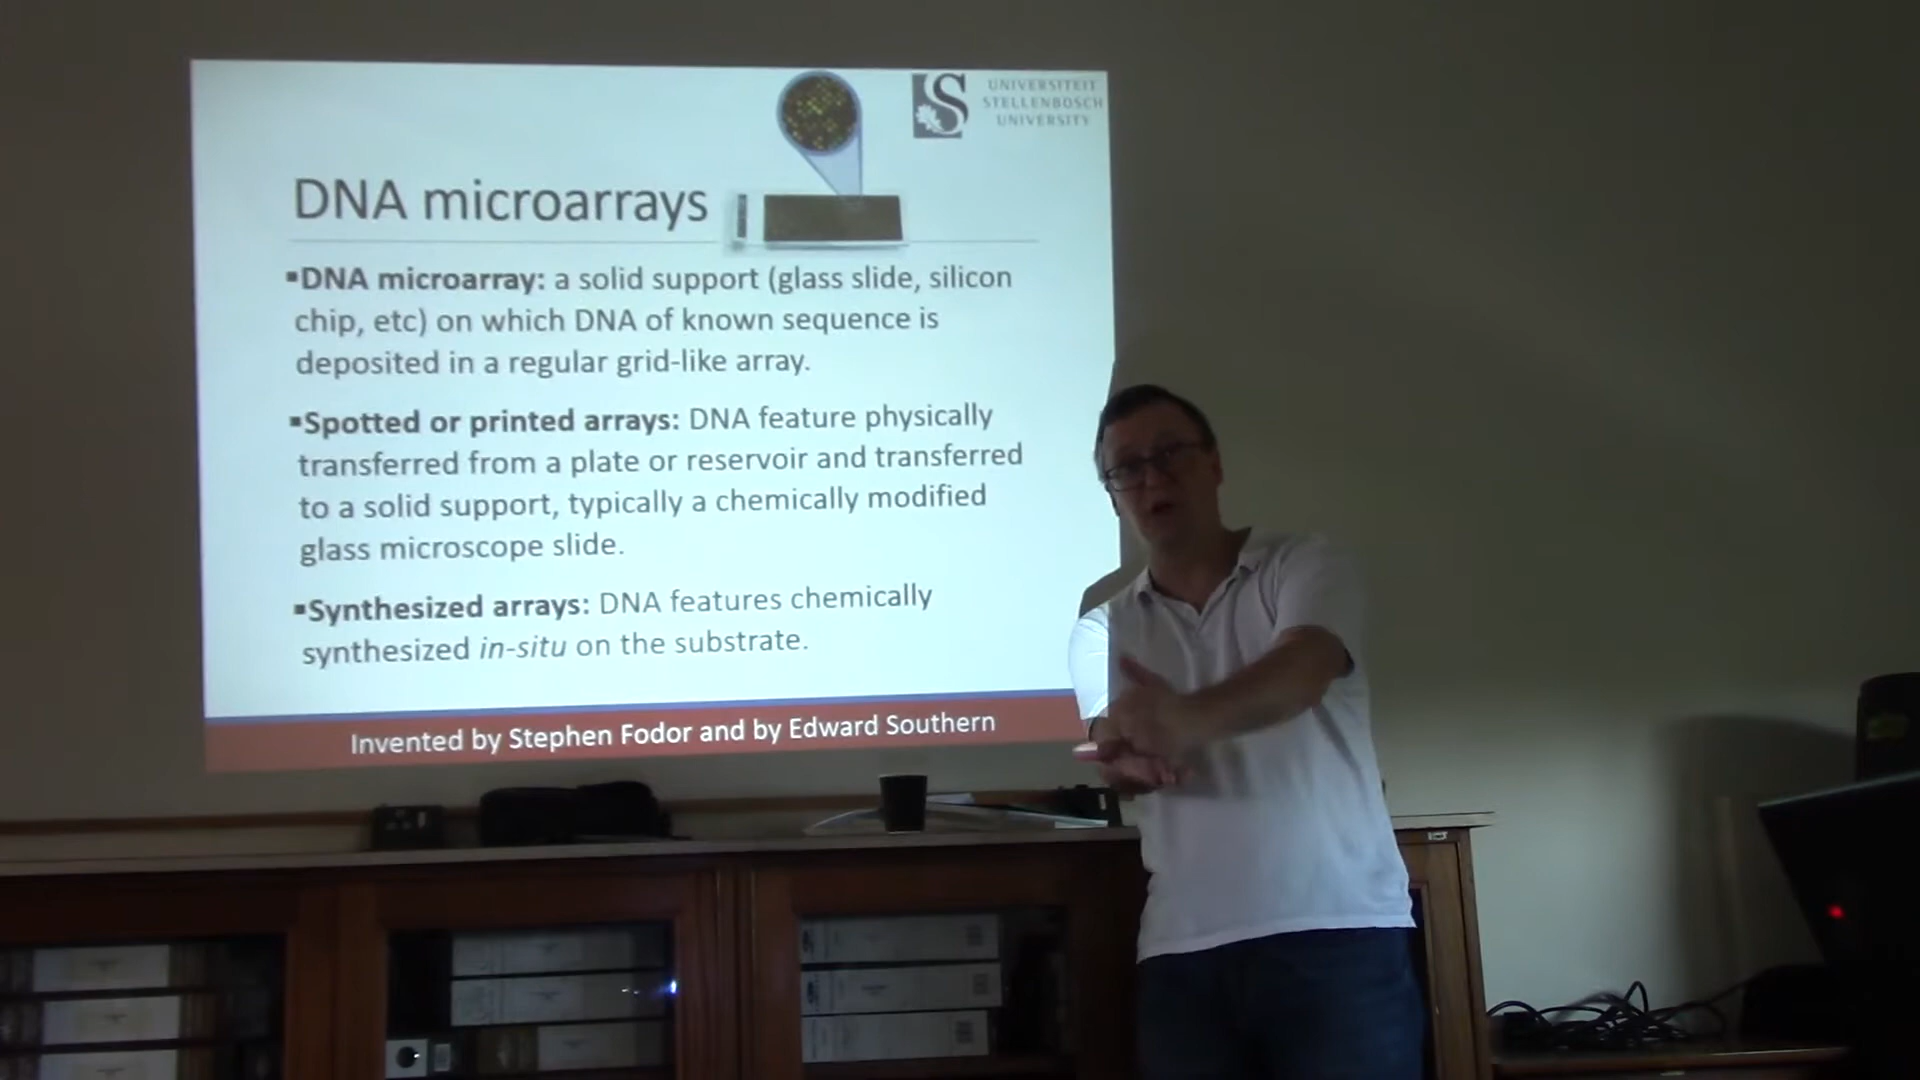 UNIVERSITEIT
STELLENBOSCH
UNIVERSITY
DNA microarrays
▪DNA microarray: a solid support (glass slide, silicon
chip, etc) on which DNA of known sequence is
deposited in a regular grid-like array.
▪Spotted or printed arrays: DNA feature physically
transferred from a plate or reservoir and transferred
to a solid support, typically a chemically modified
glass microscope slide.
▪Synthesized arrays: DNA features chemically
synthesized in-situ on the substrate.
Invented by Stephen Fodor and by Edward Southern